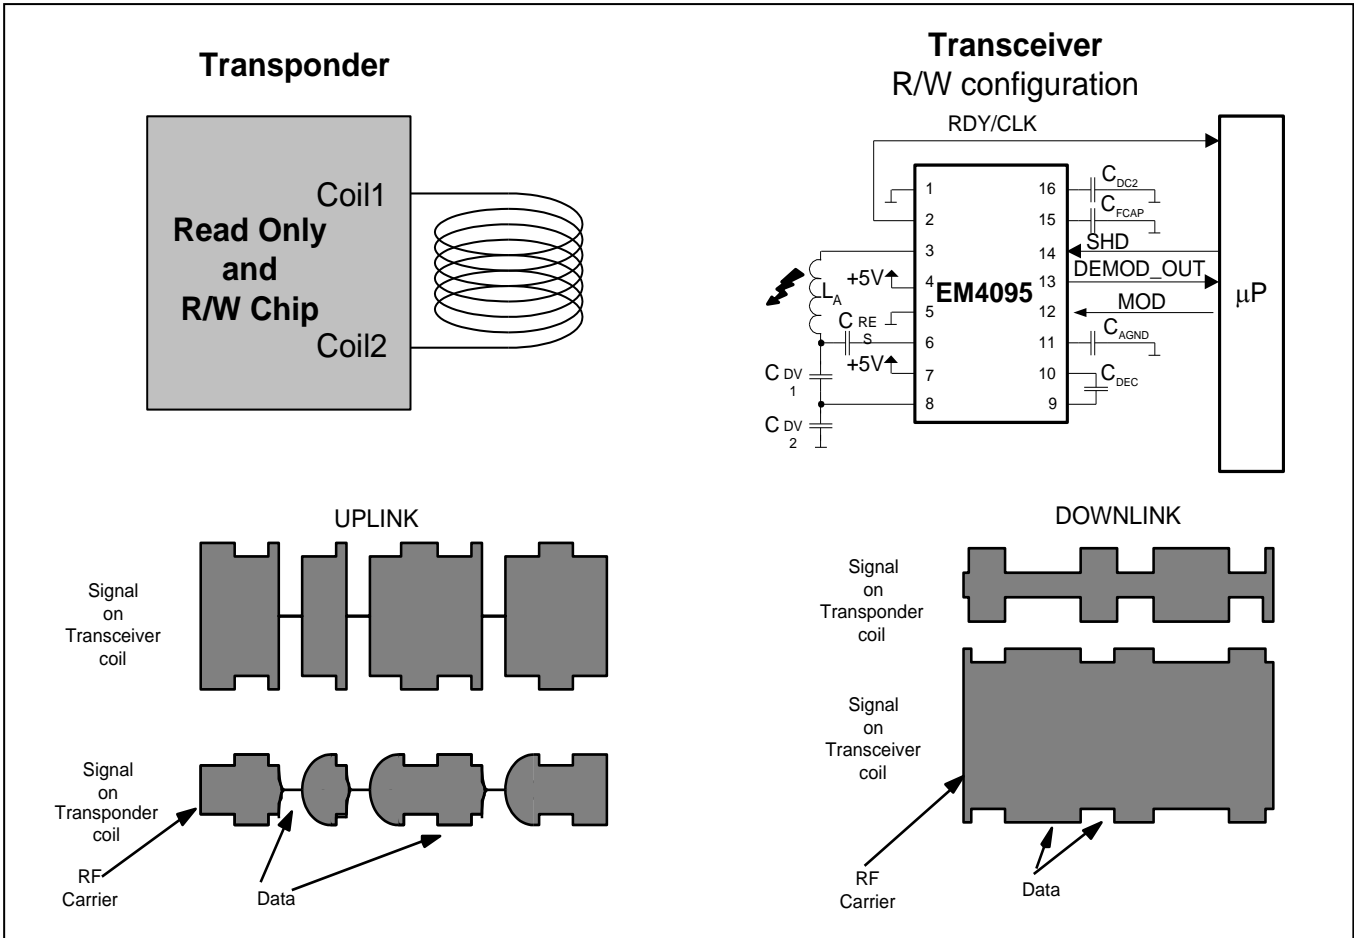 Transponder
Coil1
Read Only
and
R/W Chip
Coil2
Transceiver
R/W configuration
RDY/CLK
1
2
3
4
5
6
7
8
16
15
14
13
12
11
10
9
EM4095
+5V
+5V
LA
C RES
C DV1
C DV2
CDC2
CFCAP
SHD
DEMOD_OUT
MOD
CAGND
CDEC
µP
UPLINK
Signal
on
Transceiver
coil
Signal
on
Transponder
coil
RF
Carrier
Data
DOWNLINK
Signal
on
Transponder
coil
Signal
on
Transceiver
coil
RF
Carrier
Data